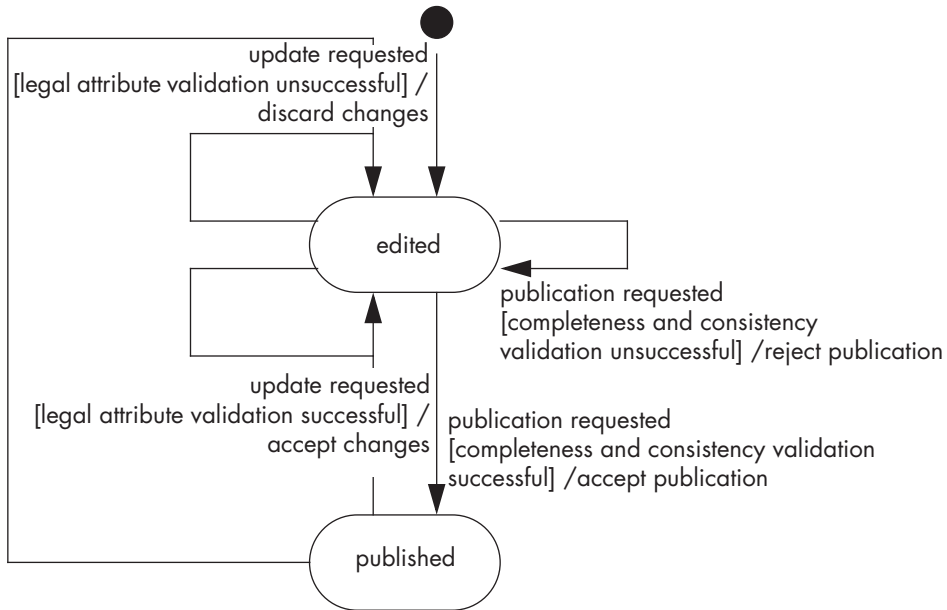 update requested
[legal attribute validation unsuccessful] /
discard changes
edited
publication requested
[completeness and consistency
validation unsuccessful] /reject publication
update requested
[legal attribute validation successful] /
accept changes
publication requested
[completeness and consistency validation
successful] /accept publication
published